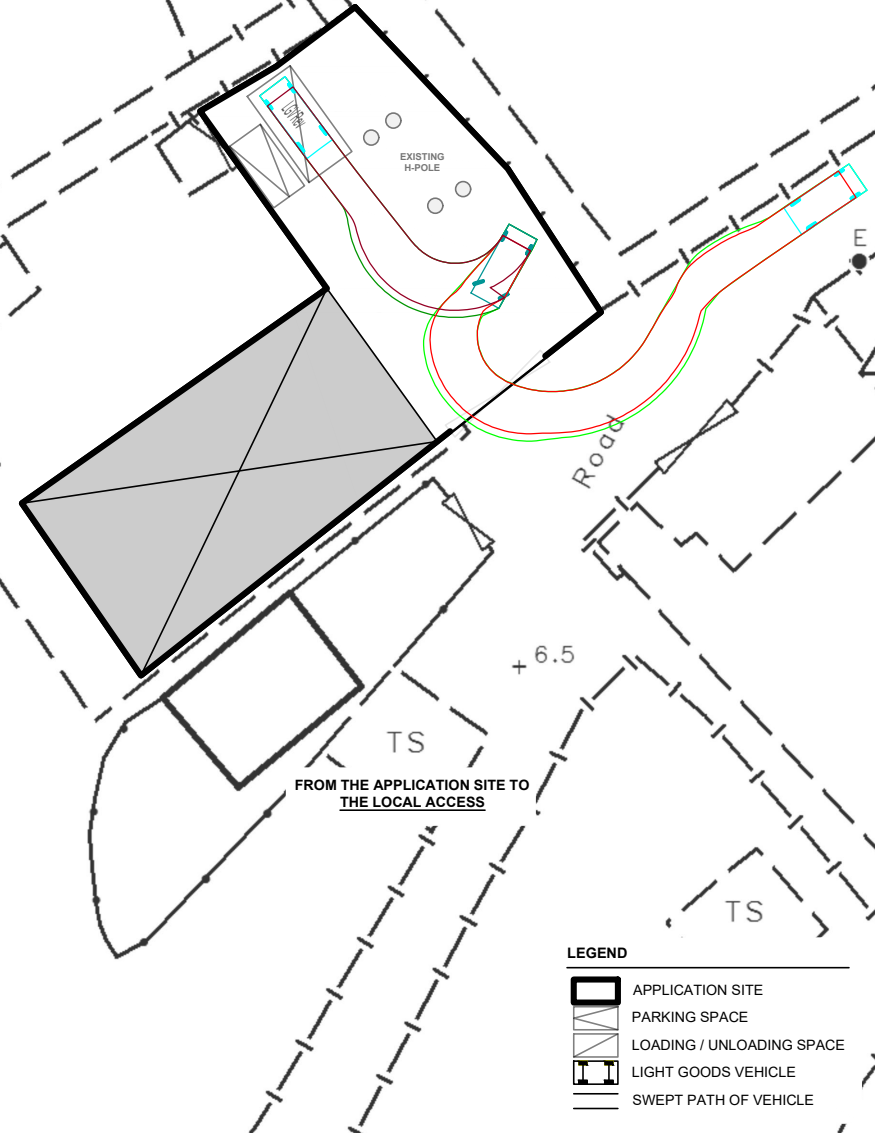 EXISTING
H-POLE
E
Road
+ 6.5
TS
FROM THE APPLICATION SITE TO
THE LOCAL ACCESS
TS
LEGEND
APPLICATION SITE
PARKING SPACE
LOADING / UNLOADING SPACE
LIGHT GOODS VEHICLE
SWEPT PATH OF VEHICLE